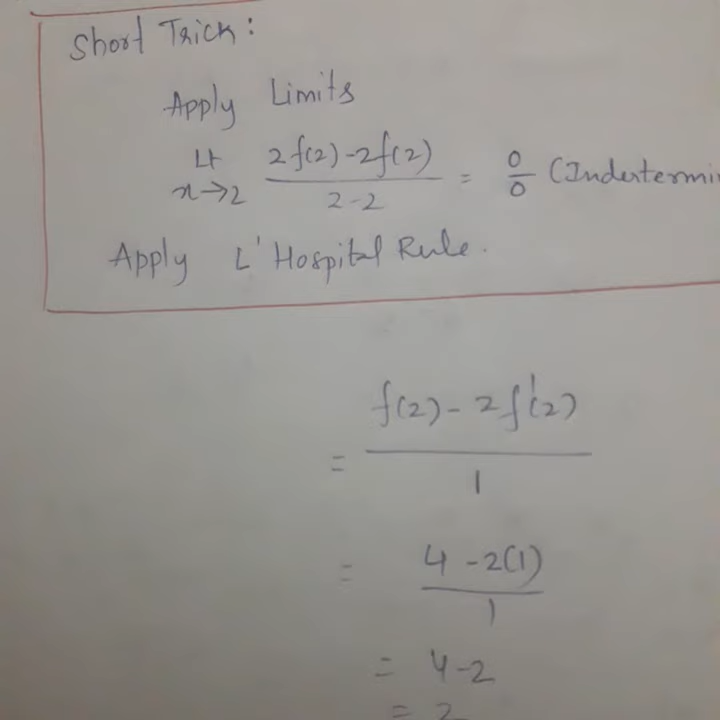 Short Trick:
Apply Limits
Lt x→2 2f(2)-2f(2) / 2-2 = 0/0 (Indetermi
Apply L'Hospital Rule.
= f(2)-2f'(2) / 1
= 4-2(1) / 1
= 4-2
= 2